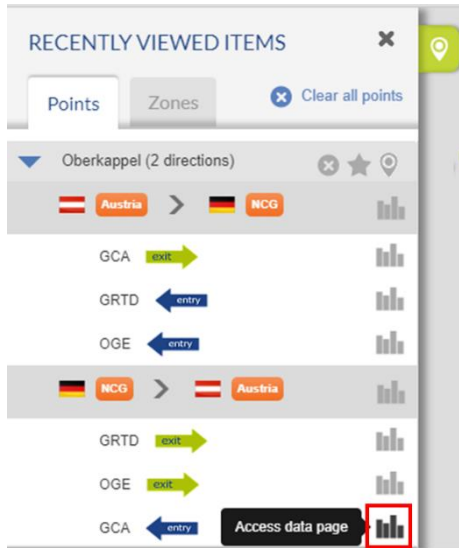 RECENTLY VIEWED ITEMS
Points Zones Clear all points
Oberkappel (2 directions)
Austria NCG
GCA exit
GRTD entry
OGE entry
NCG Austria
GRTD exit
OGE exit
GCA entry Access data page